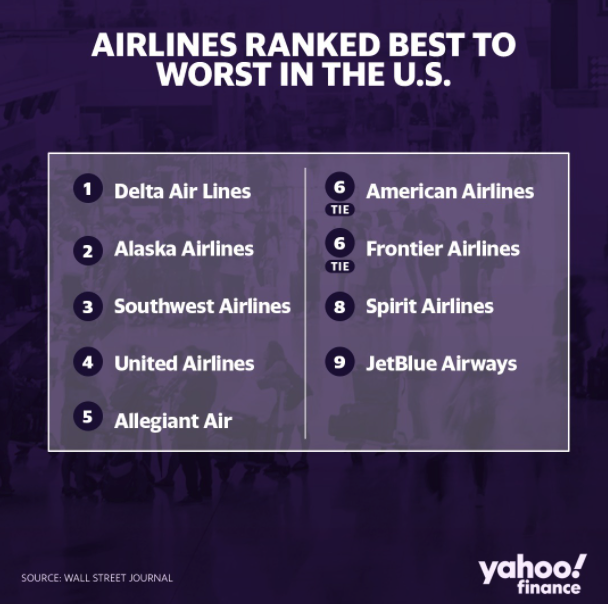 AIRLINES RANKED BEST TO
WORST IN THE U.S.
1 Delta Air Lines
2 Alaska Airlines
3 Southwest Airlines
4 United Airlines
5 Allegiant Air
6 American Airlines
TIE
6 Frontier Airlines
TIE
8 Spirit Airlines
9 JetBlue Airways
SOURCE: WALL STREET JOURNAL
yahoo!
finance